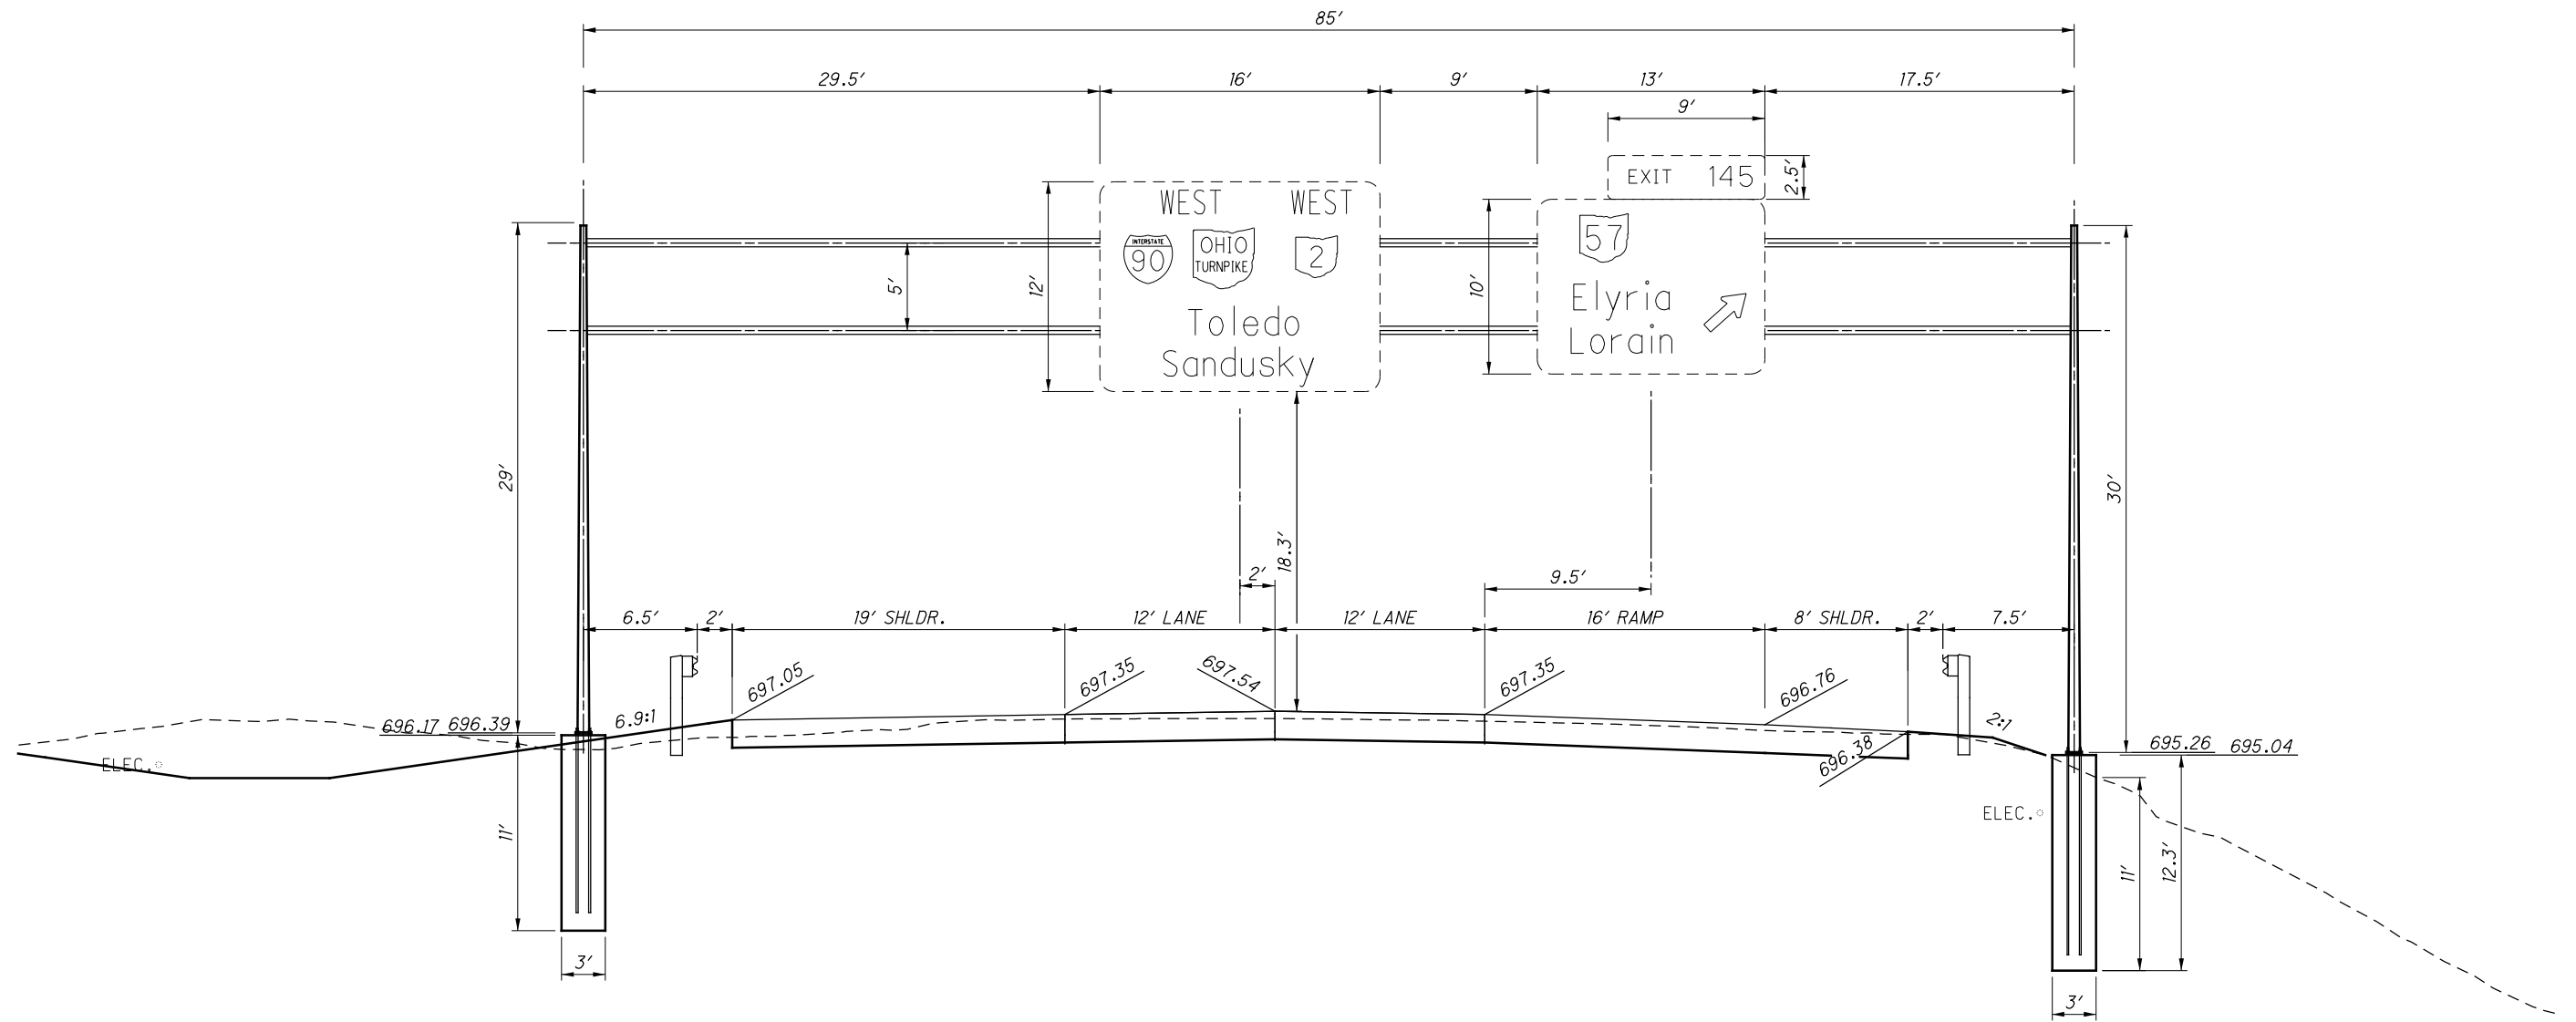 85'
29.5'
16'
9'
13'
17.5'
9'
EXIT 145
2.5'
WEST WEST
INTERSTATE
90
OHIO
TURNPIKE
2
Toledo
Sandusky
57
Elyria
Lorain
12'
10'
5'
29'
30'
18.3'
2'
9.5'
6.5'
2'
19' SHLDR.
12' LANE
12' LANE
16' RAMP
8' SHLDR.
2'
7.5'
697.05
697.35
697.54
697.35
696.76
696.38
696.17 696.39
6.9:1
2:1
695.26 695.04
ELEC.
ELEC.
11'
11'
12.3'
3'
3'